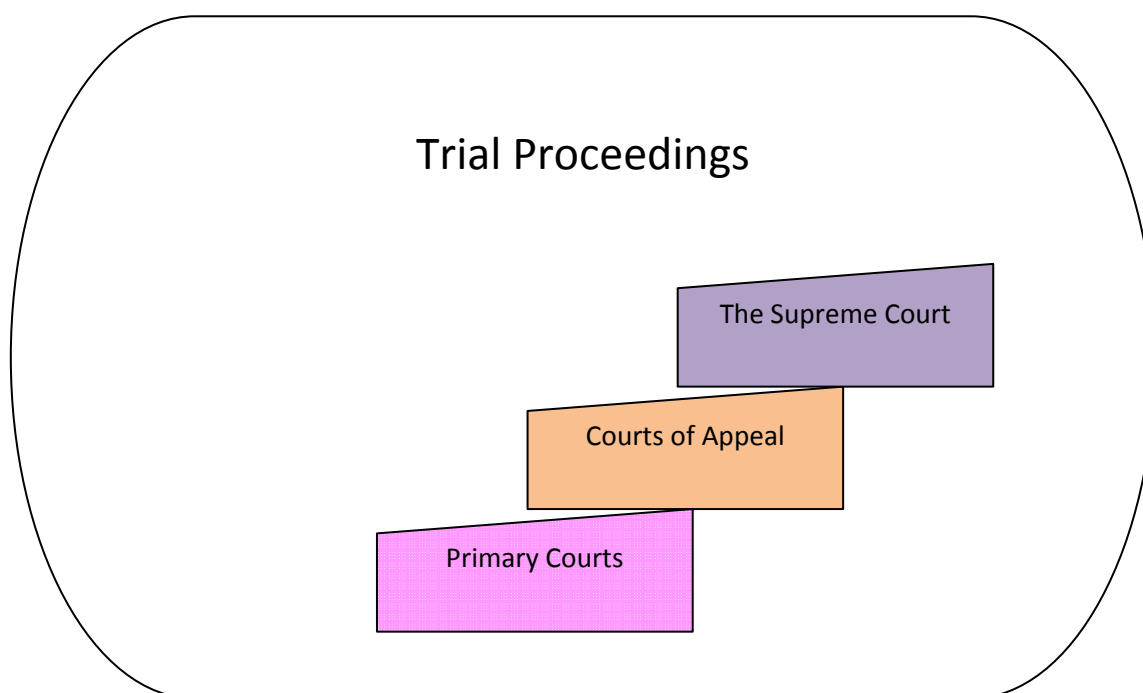 Trial Proceedings
The Supreme Court
Courts of Appeal
Primary Courts